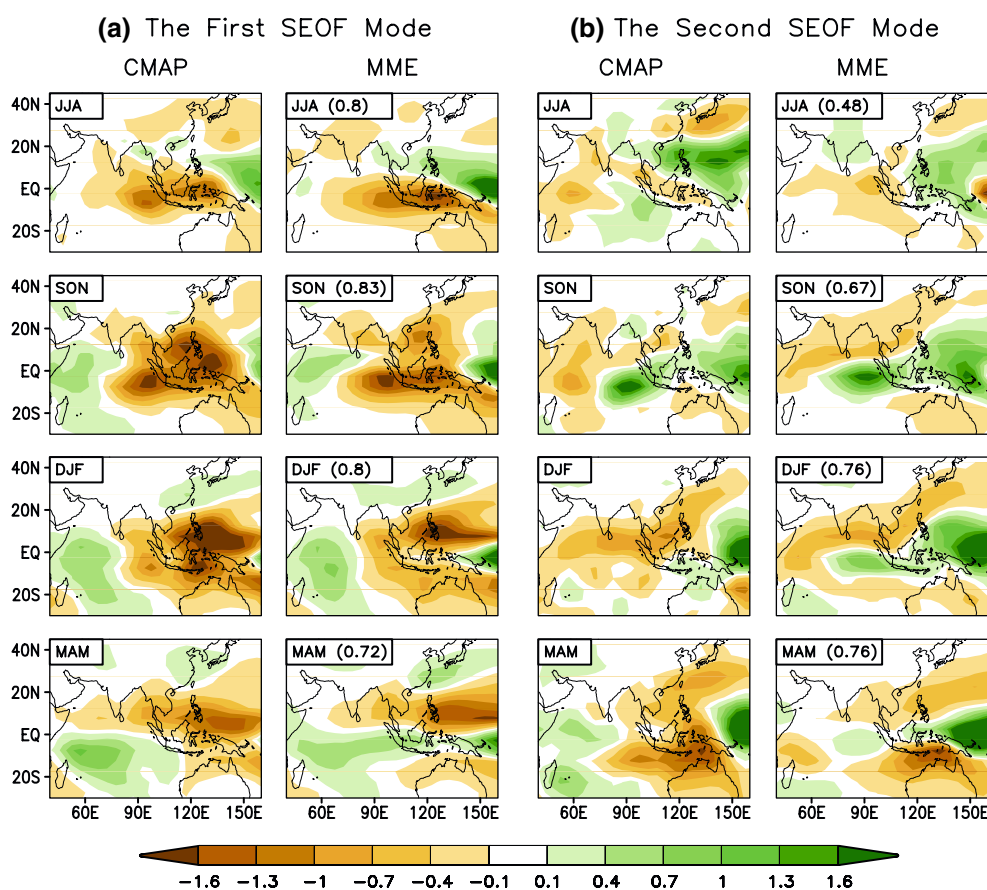 (a) The First SEOF Mode (b) The Second SEOF Mode
CMAP MME CMAP MME
40N JJA JJA (0.8) JJA JJA (0.48)
20N
EQ
20S
40N SON SON (0.83) SON SON (0.67)
20N
EQ
20S
40N DJF DJF (0.8) DJF DJF (0.76)
20N
EQ
20S
40N MAM MAM (0.72) MAM MAM (0.76)
20N
EQ
20S
60E 90E 120E 150E 60E 90E 120E 150E 60E 90E 120E 150E 60E 90E 120E 150E
-1.6 -1.3 -1 -0.7 -0.4 -0.1 0.1 0.4 0.7 1 1.3 1.6